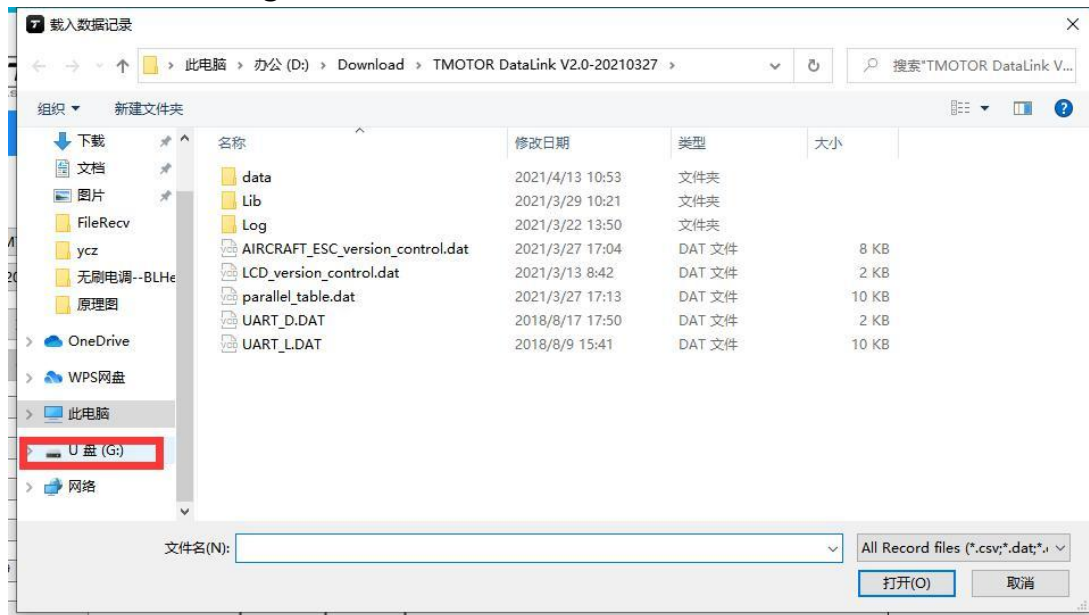 载入数据记录
此电脑 › 办公 (D:) › Download › TMOTOR DataLink V2.0-20210327 ›
搜索"TMOTOR DataLink V...
组织 新建文件夹
名称 修改日期 类型 大小
下载
文档
图片
FileRecv
ycz
无刷电调--BLHe
原理图
OneDrive
WPS网盘
此电脑
U 盘 (G:)
网络
data 2021/4/13 10:53 文件夹
Lib 2021/3/29 10:21 文件夹
Log 2021/3/22 13:50 文件夹
AIRCRAFT_ESC_version_control.dat 2021/3/27 17:04 DAT 文件 8 KB
LCD_version_control.dat 2021/3/13 8:42 DAT 文件 2 KB
parallel_table.dat 2021/3/27 17:13 DAT 文件 10 KB
UART_D.DAT 2018/8/17 17:50 DAT 文件 2 KB
UART_L.DAT 2018/8/9 15:41 DAT 文件 10 KB
文件名(N):
All Record files (*.csv;*.dat;*.
打开(O) 取消